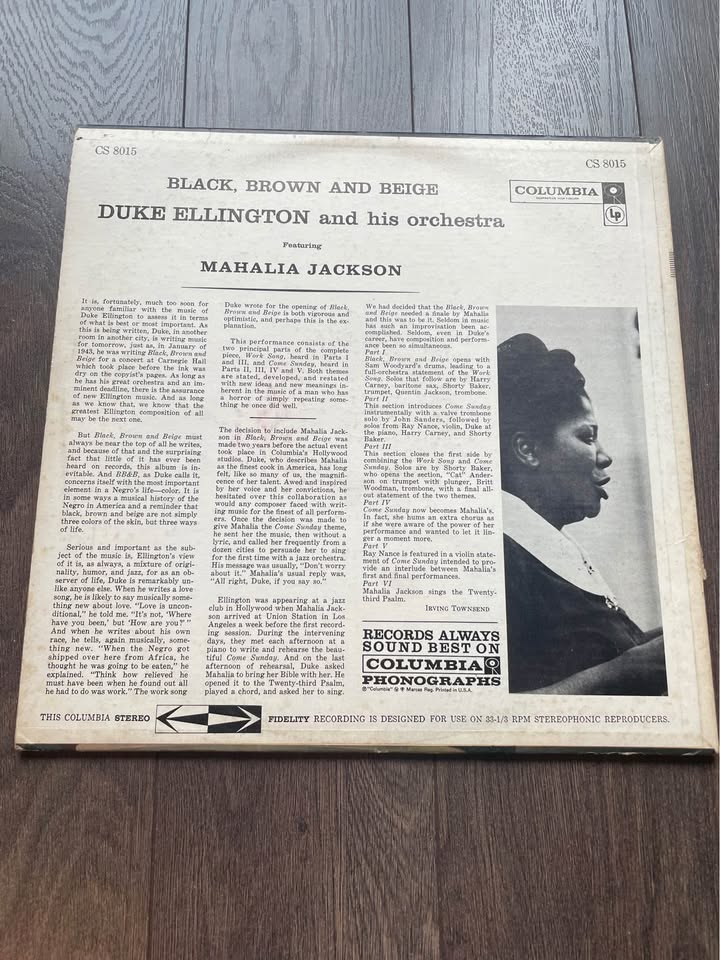 CS 8015
CS 8015
BLACK, BROWN AND BEIGE
COLUMBIA
Lp
DUKE ELLINGTON and his orchestra
Featuring
MAHALIA JACKSON
It is, fortunately, much too soon for
anyone familiar with the music of
Duke Ellington to assess it in terms
of what is best or most important. As
this is being written, Duke, in another
room in another city, is writing music
for tomorrow, just as, in January of
1943, he was writing Black, Brown and
Beige for a concert at Carnegie Hall
which took place before the ink was
dry on the copyist's pages. As long as
he has his great orchestra and an im-
minent deadline, there is the assurance
of new Ellington music. And as long
as we know that, we know that the
greatest Ellington composition of all
may be the next one.
But Black, Brown and Beige must
always be near the top of all he writes,
and because of that and the surprising
fact that little of it has ever been
heard on records, this album is in-
evitable. And BB&B, as Duke calls it,
concerns itself with the most important
element in a Negro's life—color. It is
in some ways a musical history of the
Negro in America and a reminder that
black, brown and beige are not simply
three colors of the skin, but three ways
of life.
Serious and important as the sub-
ject of the music is, Ellington's view
of it is, as always, a mixture of origi-
nality, humor, and jazz, for as an ob-
server of life, Duke is remarkably un-
like anyone else. When he writes a love
song, he is likely to say musically some-
thing new about love. "Love is uncon-
ditional," he told me. "It's not, 'Where
have you been,' but 'How are you?'"
And when he writes about his own
race, he tells, again musically, some-
thing new. "When the Negro got
shipped over here from Africa, he
thought he was going to be eaten," he
explained. "Think how relieved he
must have been when he found out all
he had to do was work." The work song
Duke wrote for the opening of Black,
Brown and Beige is both vigorous and
optimistic, and perhaps this is the ex-
planation.
This performance consists of the
two principal parts of the complete
piece, Work Song, heard in Parts I
and III, and Come Sunday, heard in
Parts II, III, IV and V. Both themes
are stated, developed, and restated
with new ideas and new meanings in-
herent in the music of a man who has
a horror of simply repeating some-
thing he once did well.
The decision to include Mahalia Jack-
son in Black, Brown and Beige was
made two years before the actual event
took place in Columbia's Hollywood
studios. Duke, who describes Mahalia
as the finest cook in America, has long
felt, like so many of us, the magnifi-
cence of her talent. Awed and inspired
by her voice and her convictions, he
hesitated over this collaboration as
would any composer faced with writ-
ing music for the finest of all perform-
ers. Once the decision was made to
give Mahalia the Come Sunday theme,
he sent her the music, then without a
lyric, and called her frequently from a
dozen cities to persuade her to sing
for the first time with a jazz orchestra.
His message was usually, "Don't worry
about it." Mahalia's usual reply was,
"All right, Duke, if you say so."
Ellington was appearing at a jazz
club in Hollywood when Mahalia Jack-
son arrived at Union Station in Los
Angeles a week before the first record-
ing session. During the intervening
days, they met each afternoon at a
piano to write and rehearse the beau-
tiful Come Sunday. And on the last
afternoon of rehearsal, Duke asked
Mahalia to bring her Bible with her. He
opened it to the Twenty-third Psalm,
played a chord, and asked her to sing.
We had decided that the Black, Brown
and Beige needed a finale by Mahalia
and this was to be it. Seldom in music
has such an improvisation been ac-
complished. Seldom, even in Duke's
career, have composition and perform-
ance been so simultaneous.
Part I
Black, Brown and Beige opens with
Sam Woodyard's drums, leading to a
full-orchestra statement of the Work
Song. Solos that follow are by Harry
Carney, baritone sax, Shorty Baker,
trumpet, Quentin Jackson, trombone.
Part II
This section introduces Come Sunday
instrumentally with a valve trombone
solo by John Sanders, followed by
solos from Ray Nance, violin, Duke at
the piano, Harry Carney, and Shorty
Baker.
Part III
This section closes the first side by
combining the Work Song and Come
Sunday. Solos are by Shorty Baker,
who opens the section, "Cat" Ander-
son on trumpet with plunger, Britt
Woodman, trombone, with a final all-
out statement of the two themes.
Part IV
Come Sunday now becomes Mahalia's.
In fact, she hums an extra chorus as
if she were aware of the power of her
performance and wanted to let it lin-
ger a moment more.
Part V
Ray Nance is featured in a violin state-
ment of Come Sunday intended to pro-
vide an interlude between Mahalia's
first and final performances.
Part VI
Mahalia Jackson sings the Twenty-
third Psalm.
IRVING TOWNSEND
RECORDS ALWAYS
SOUND BEST ON
COLUMBIA
PHONOGRAPHS
® "Columbia" Marcas Reg. Printed in U.S.A.
THIS COLUMBIA STEREO FIDELITY RECORDING IS DESIGNED FOR USE ON 33-1/3 RPM STEREOPHONIC REPRODUCERS.